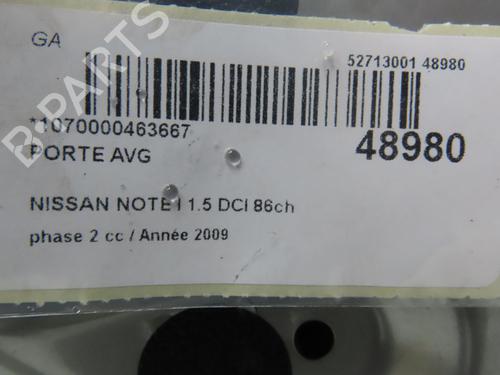 GA
52713001 48980
*1070000463667
48980
PORTE AVG
NISSAN NOTE I 1.5 DCI 86ch
phase 2 cc / Année 2009
B-PARTS